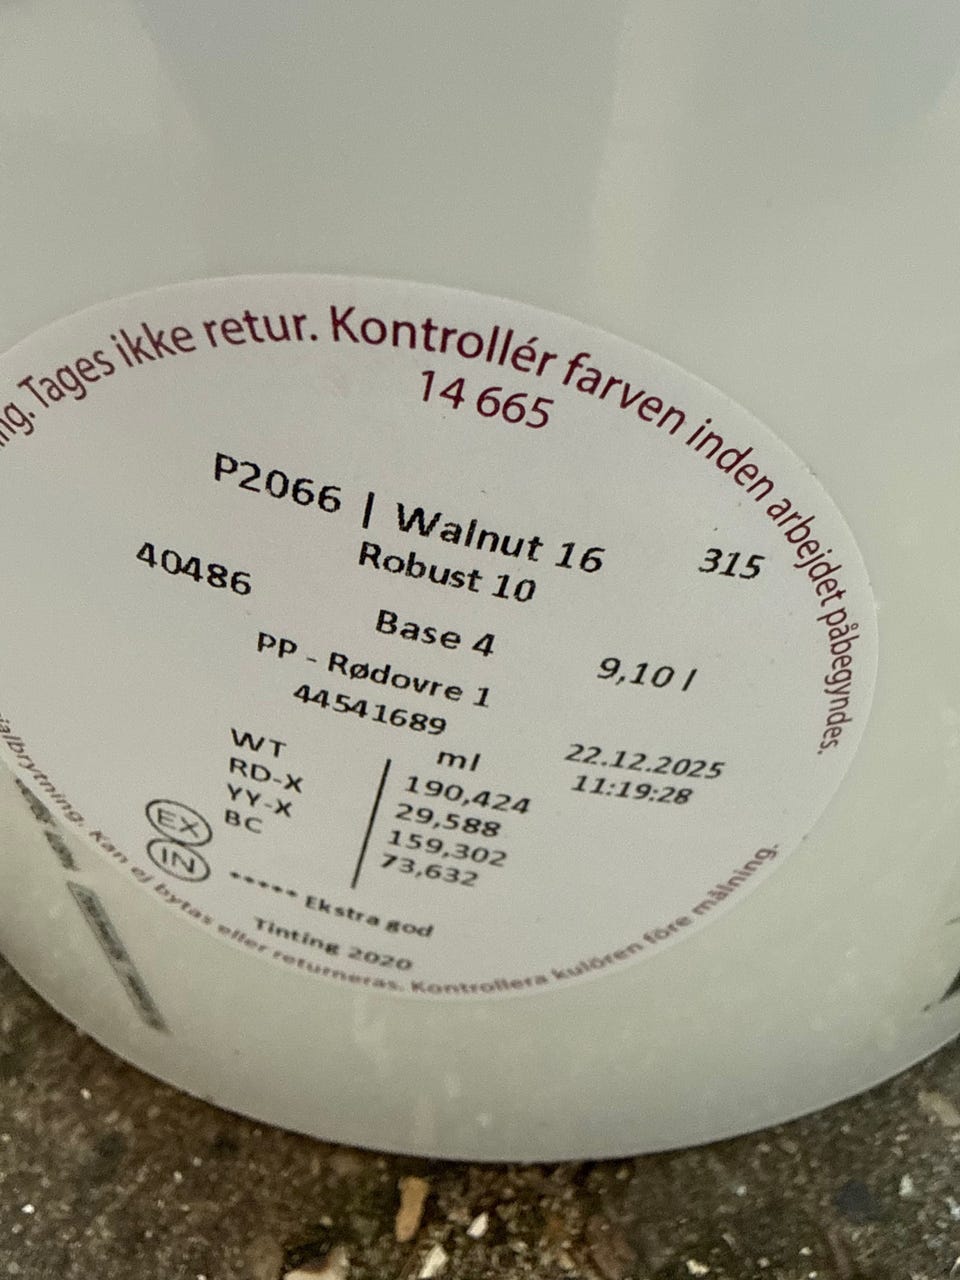 Tages ikke retur. Kontrollér farven inden arbejdet påbegyndes.
14 665
P2066 | Walnut 16
315
Robust 10
40486
Base 4
9,10 l
PP - Rødovre 1
44541689
22.12.2025
11:19:28
ml
WT 190,424
RD-X 29,588
YY-X 159,302
BC 73,632
EX
IN
***** Ekstra god
Tinting 2020
Kan ej bytas eller returneras. Kontrollera kulören före målning.